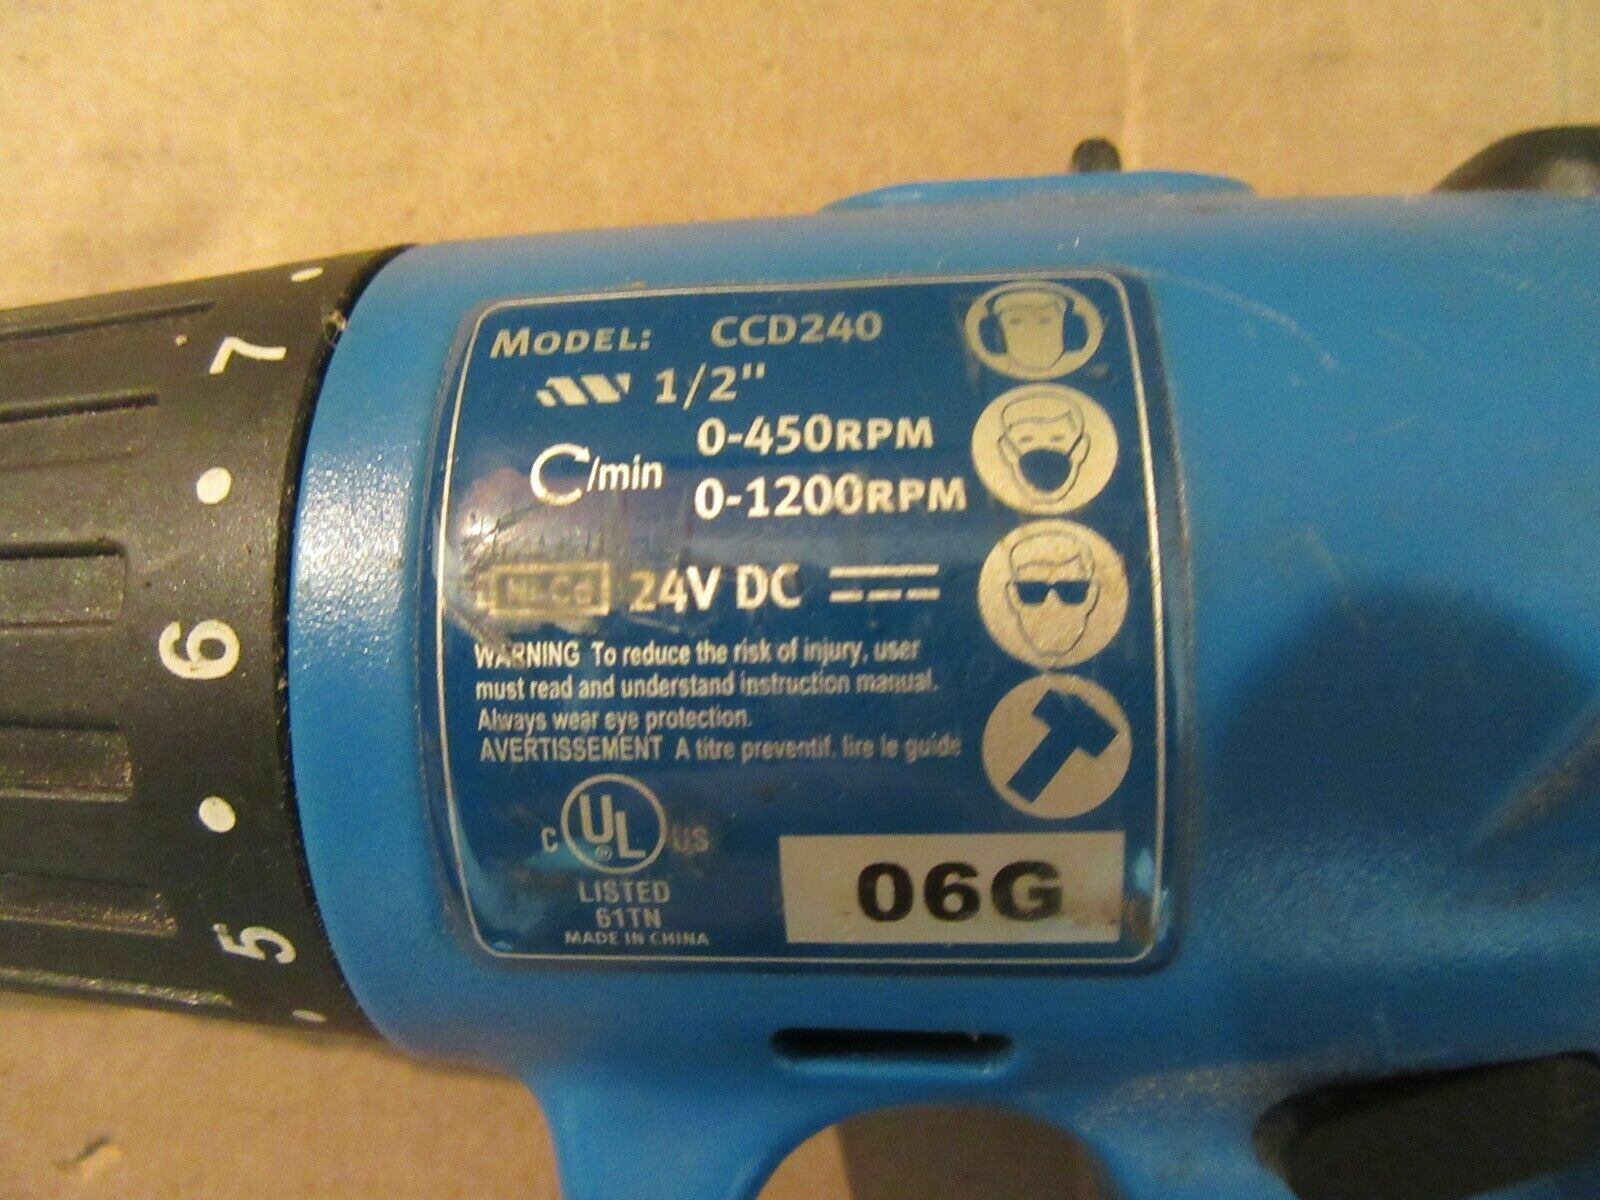 7
6
5
MODEL: CCD240
1/2"
/min
0-450RPM
0-1200RPM
Ni-Cd 24V DC
WARNING To reduce the risk of injury, user
must read and understand instruction manual.
Always wear eye protection.
AVERTISSEMENT A titre preventif. lire le guide
C UL US
®
LISTED
61TN
MADE IN CHINA
06G